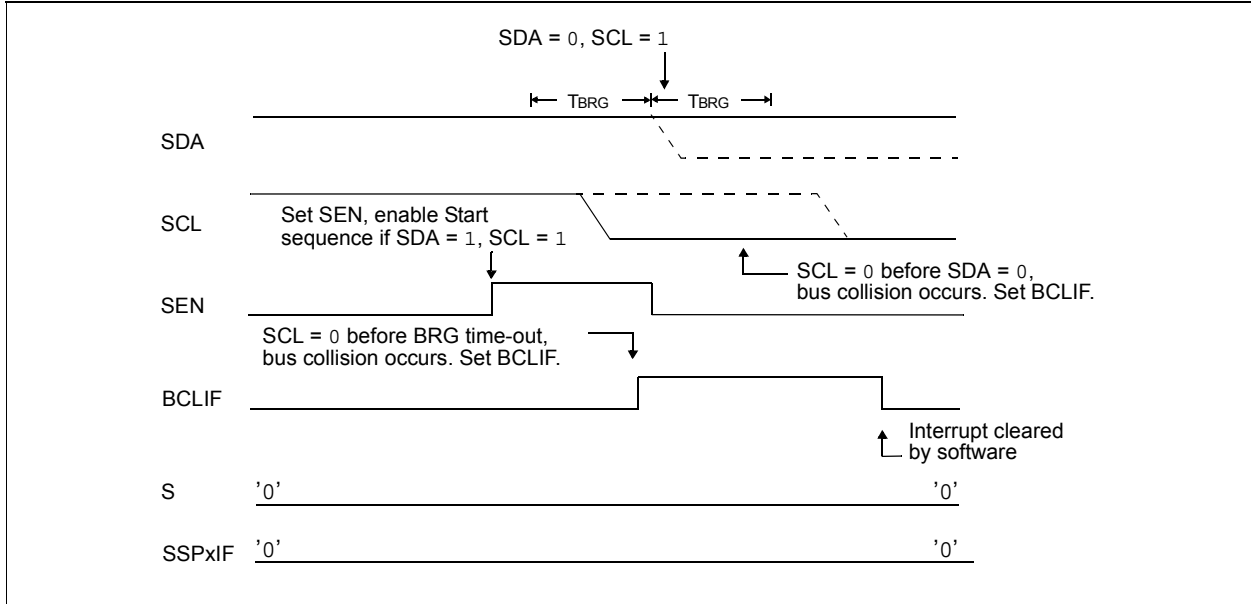 SDA = 0, SCL = 1
TBRG TBRG
SDA
SCL
Set SEN, enable Start
sequence if SDA = 1, SCL = 1
SCL = 0 before SDA = 0,
bus collision occurs. Set BCLIF.
SEN
SCL = 0 before BRG time-out,
bus collision occurs. Set BCLIF.
BCLIF
Interrupt cleared
by software
S '0' '0'
SSPxIF '0' '0'